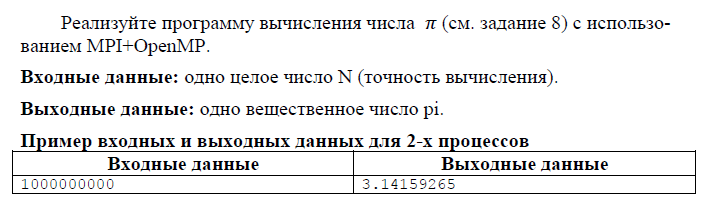 Реализуйте программу вычисления числа π (см. задание 8) с использо-
ванием MPI+OpenMP.
Входные данные: одно целое число N (точность вычисления).
Выходные данные: одно вещественное число pi.
Пример входных и выходных данных для 2-х процессов
Входные данные Выходные данные
1000000000 3.14159265